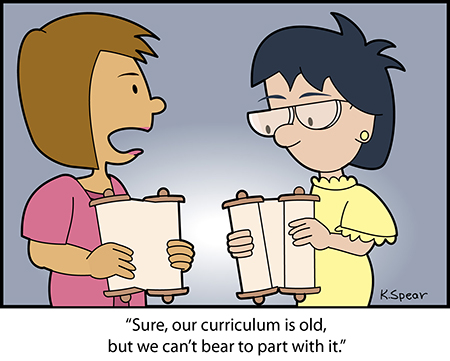 K.Spear
“Sure, our curriculum is old,
but we can’t bear to part with it.”